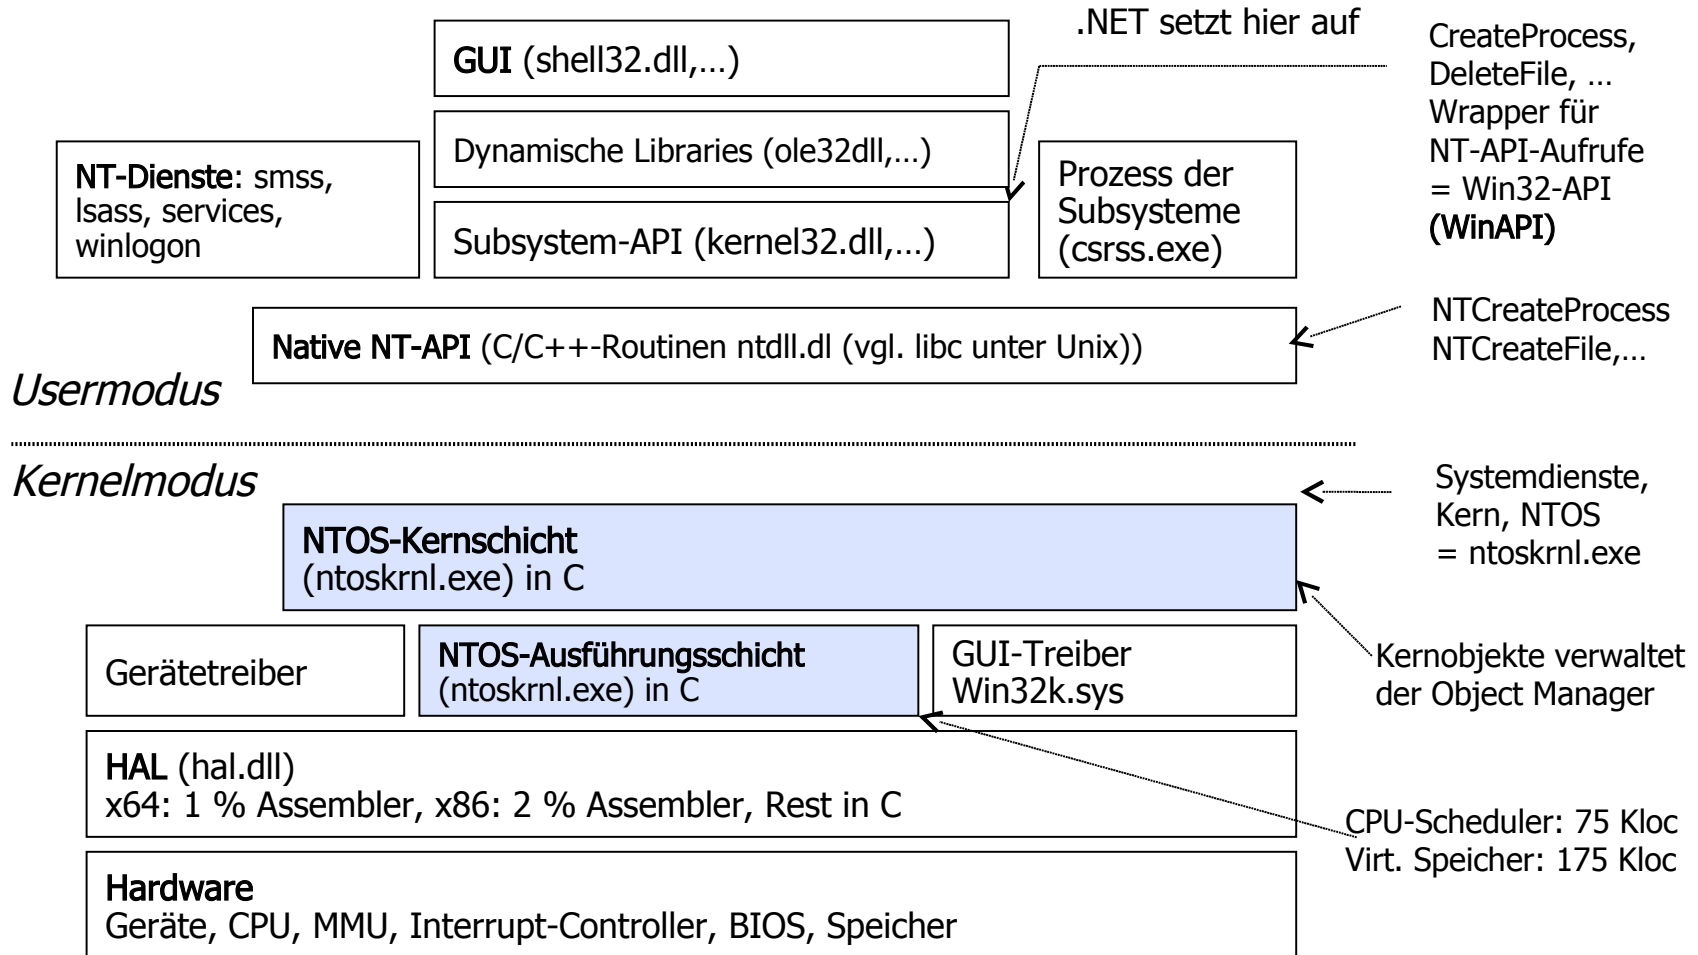 .NET setzt hier auf
GUI (shell32.dll,...)
Dynamische Libraries (ole32dll,...)
NT-Dienste: smss,
lsass, services,
winlogon
Subsystem-API (kernel32.dll,...)
Prozess der
Subsysteme
(csrss.exe)
CreateProcess,
DeleteFile, ...
Wrapper für
NT-API-Aufrufe
= Win32-API
(WinAPI)
Native NT-API (C/C++-Routinen ntdll.dl (vgl. libc unter Unix))
NTCreateProcess
NTCreateFile,...
Usermodus
Kernelmodus
Systemdienste,
Kern, NTOS
= ntoskrnl.exe
NTOS-Kernschicht
(ntoskrnl.exe) in C
Gerätetreiber
NTOS-Ausführungsschicht
(ntoskrnl.exe) in C
GUI-Treiber
Win32k.sys
Kernobjekte verwaltet
der Object Manager
HAL (hal.dll)
x64: 1 % Assembler, x86: 2 % Assembler, Rest in C
CPU-Scheduler: 75 Kloc
Virt. Speicher: 175 Kloc
Hardware
Geräte, CPU, MMU, Interrupt-Controller, BIOS, Speicher